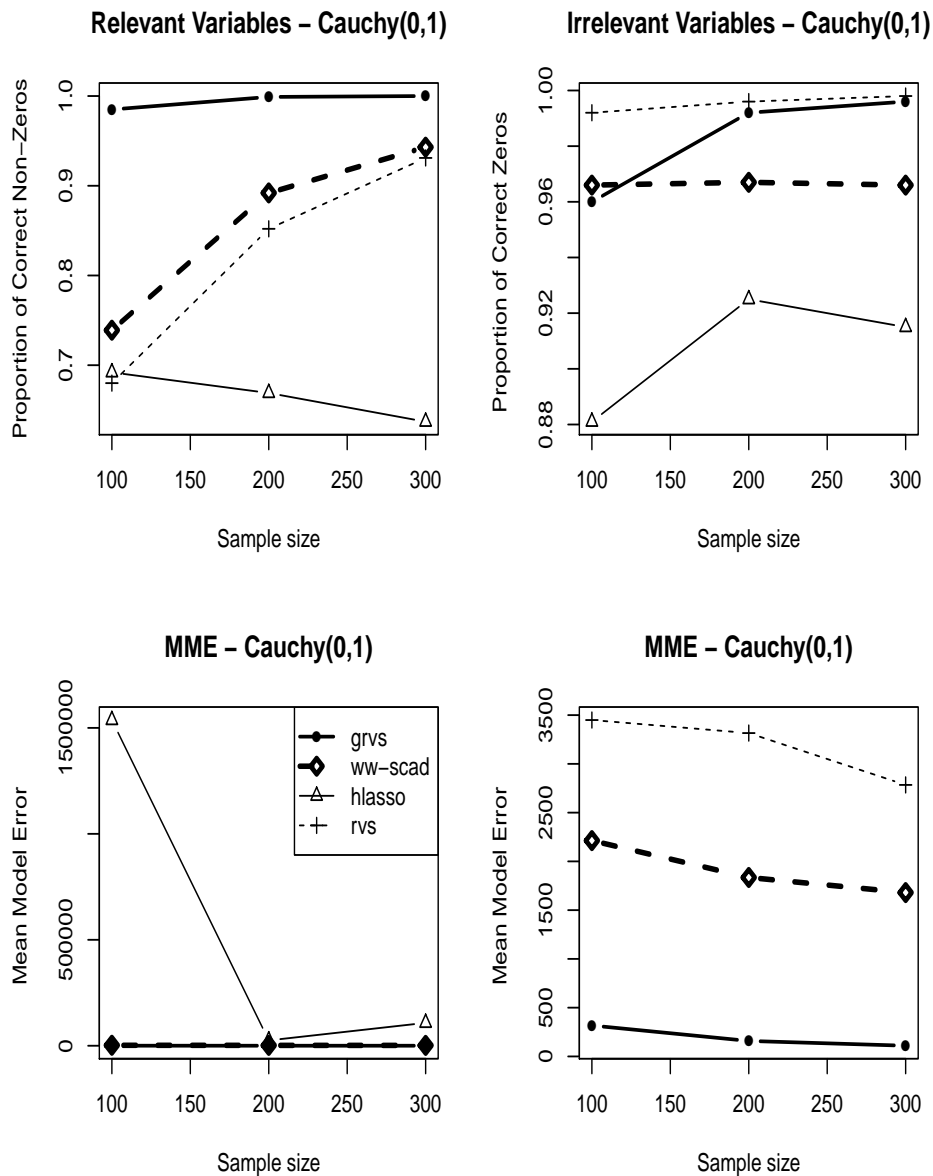 Relevant Variables − Cauchy(0,1)
Proportion of Correct Non−Zeros
1.0
0.9
0.8
0.7
100 150 200 250 300
Sample size
Irrelevant Variables − Cauchy(0,1)
Proportion of Correct Zeros
1.00
0.96
0.92
0.88
100 150 200 250 300
Sample size
MME − Cauchy(0,1)
Mean Model Error
1500000
500000
0
grvs
ww−scad
hlasso
rvs
100 150 200 250 300
Sample size
MME − Cauchy(0,1)
Mean Model Error
3500
2500
1500
500
0
100 150 200 250 300
Sample size